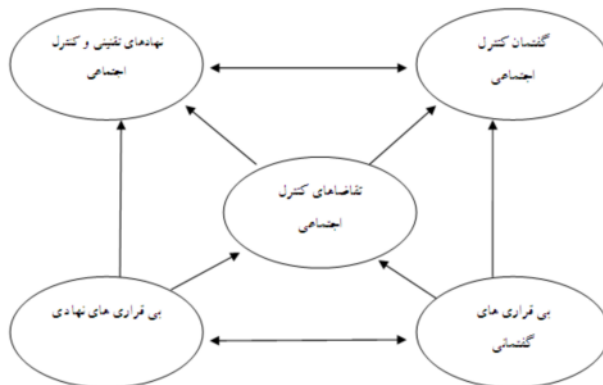 گفتمان کنترل
اجتماعی
نهادهای تقنینی و کنترل
اجتماعی
تقاضاهای کنترل
اجتماعی
بی قراری های
گفتمانی
بی قراری های نهادی